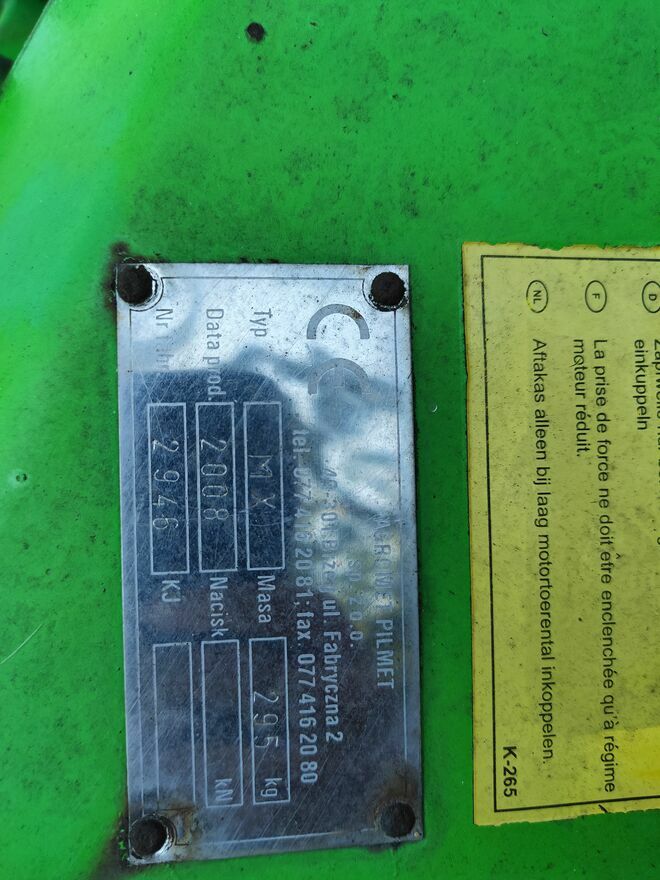 CE
AGROMET PILMET
sp. z o.o.
ul. Fabryczna 2
tel. 077 416 20 81; fax. 077 416 20 80
Typ MX Masa 295 kg
Data prod. 2008 Nacisk kN
Nr 2946 KJ
D
einkuppeln
F La prise de force ne doit être enclenchée qu'à régime
moteur réduit.
NL Aftakas alleen bij laag motortoerental inkoppelen.
K-265